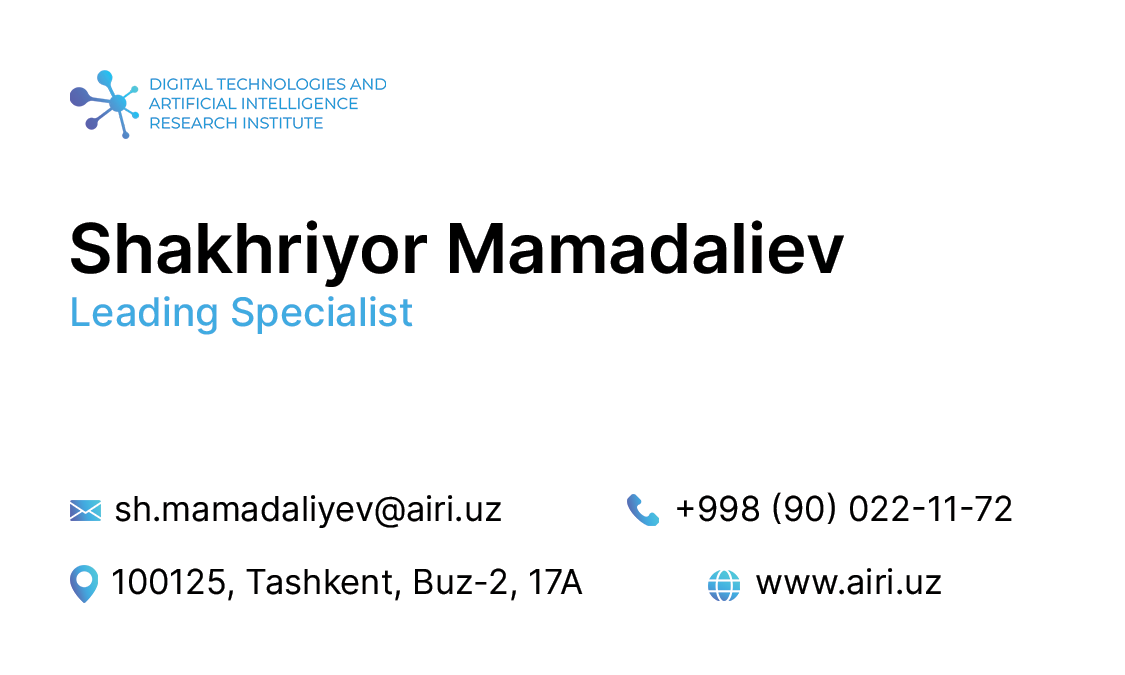 DIGITAL TECHNOLOGIES AND
ARTIFICIAL INTELLIGENCE
RESEARCH INSTITUTE
Shakhriyor Mamadaliev
Leading Specialist
sh.mamadaliyev@airi.uz
+998 (90) 022-11-72
100125, Tashkent, Buz-2, 17A
www.airi.uz